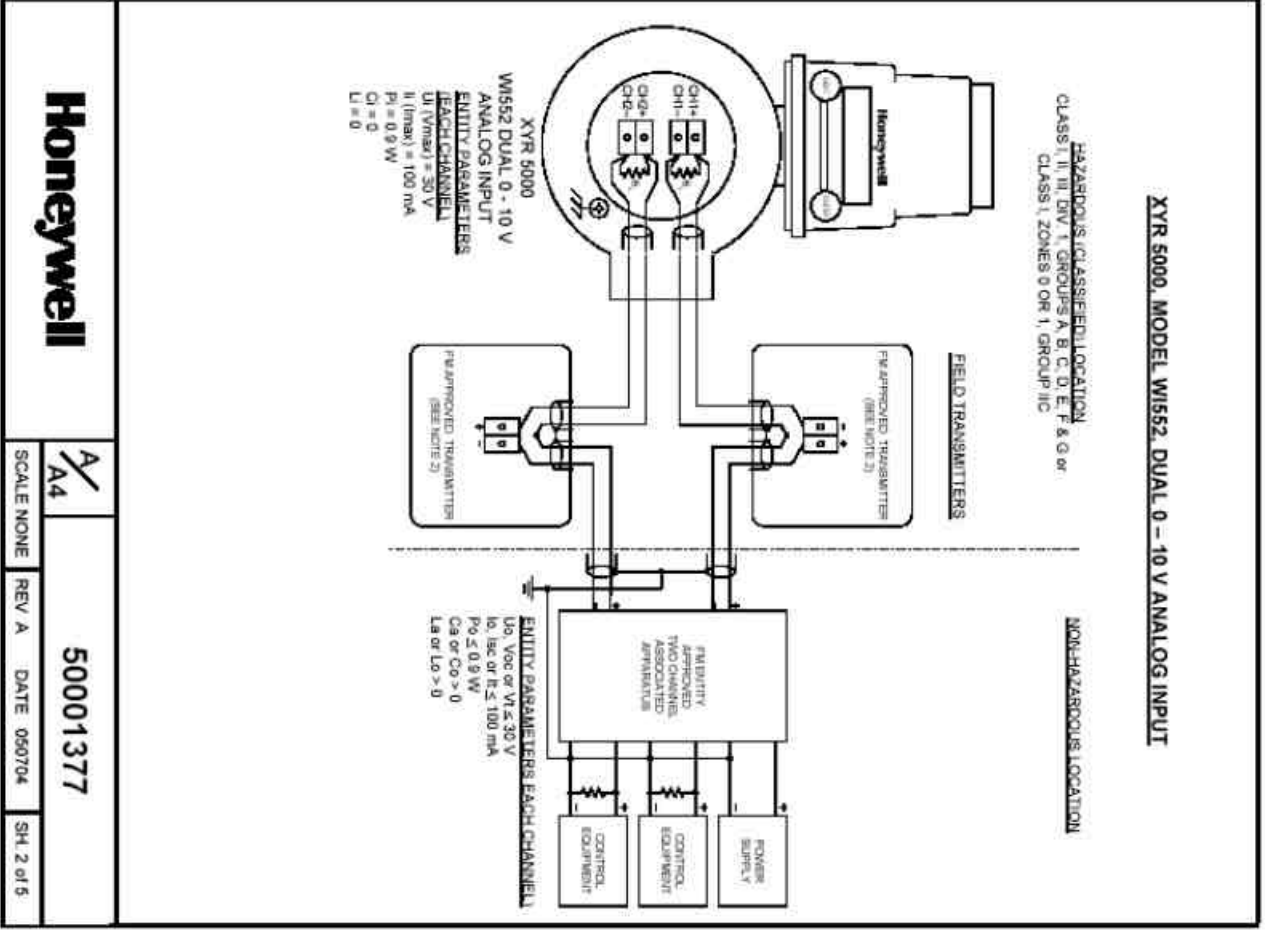 XYR 5000, MODEL WI552, DUAL 0 – 10 V ANALOG INPUT
HAZARDOUS (CLASSIFIED) LOCATION
CLASS I, II, III, DIV. 1, GROUPS A, B, C, D, E, F & G or
CLASS I, ZONES 0 OR 1, GROUP IIC
NON-HAZARDOUS LOCATION
Honeywell
FIELD TRANSMITTERS
FM APPROVED TRANSMITTER
(SEE NOTE 2)
+
-
CH1+
CH1-
CH2+
CH2-
FM APPROVED TRANSMITTER
(SEE NOTE 2)
+
-
XYR 5000
WI552 DUAL 0 - 10 V
ANALOG INPUT
ENTITY PARAMETERS
(EACH CHANNEL)
Ui (Vmax) = 30 V
Ii (Imax) = 100 mA
Pi = 0.9 W
Ci = 0
Li = 0
FM ENTITY
APPROVED
TWO CHANNEL
ASSOCIATED
APPARATUS
POWER
SUPPLY
CONTROL
EQUIPMENT
CONTROL
EQUIPMENT
ENTITY PARAMETERS EACH CHANNEL)
Uo, Voc or Vt ≤ 30 V
Io, Isc or It ≤ 100 mA
Po ≤ 0.9 W
Ca or Co > 0
La or Lo > 0
Honeywell
A/A4
50001377
SCALE NONE
REV A
DATE 050704
SH. 2 of 5